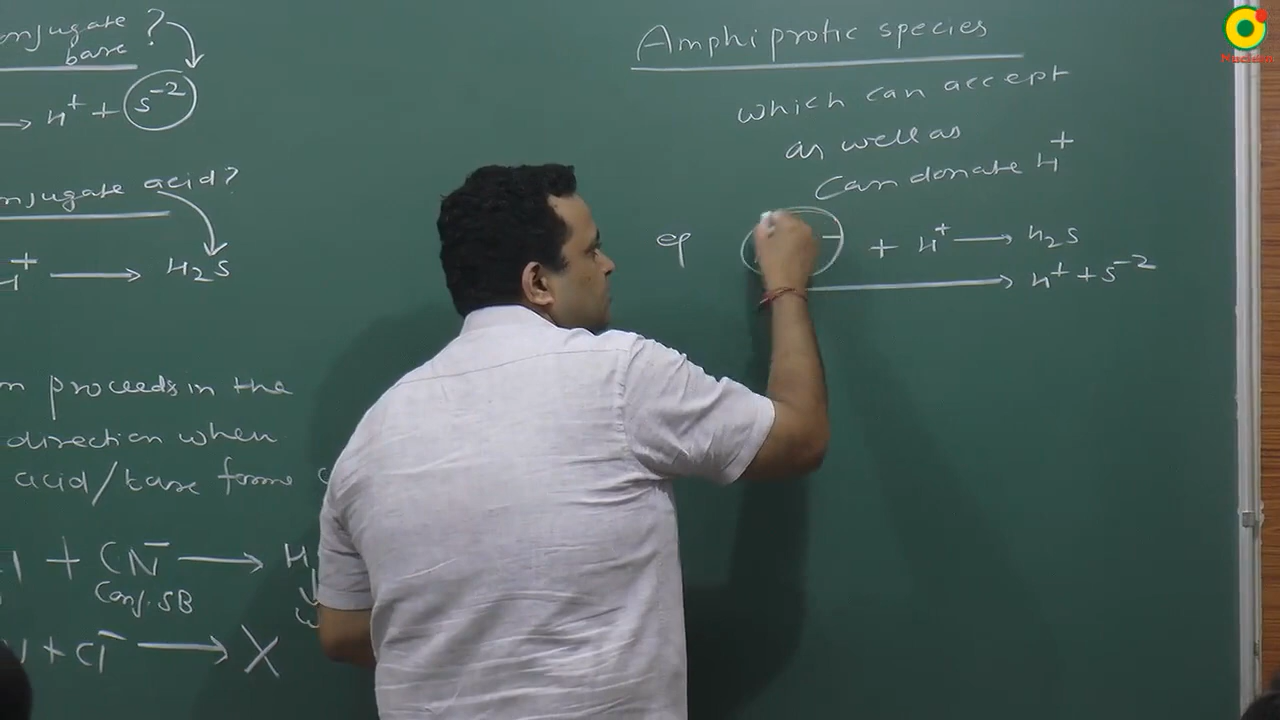 onjugate ?
base
→ H⁺ + S⁻²
onjugate acid?
H⁺ → H₂S
proceeds in the
direction when
acid/base forms
+ CN⁻ → H
Conj. SB
+ Cl⁻ → X
Amphiprotic species
which can accept
as well as
can donate H⁺
eg
+ H⁺ → H₂S
→ H⁺ + S⁻²